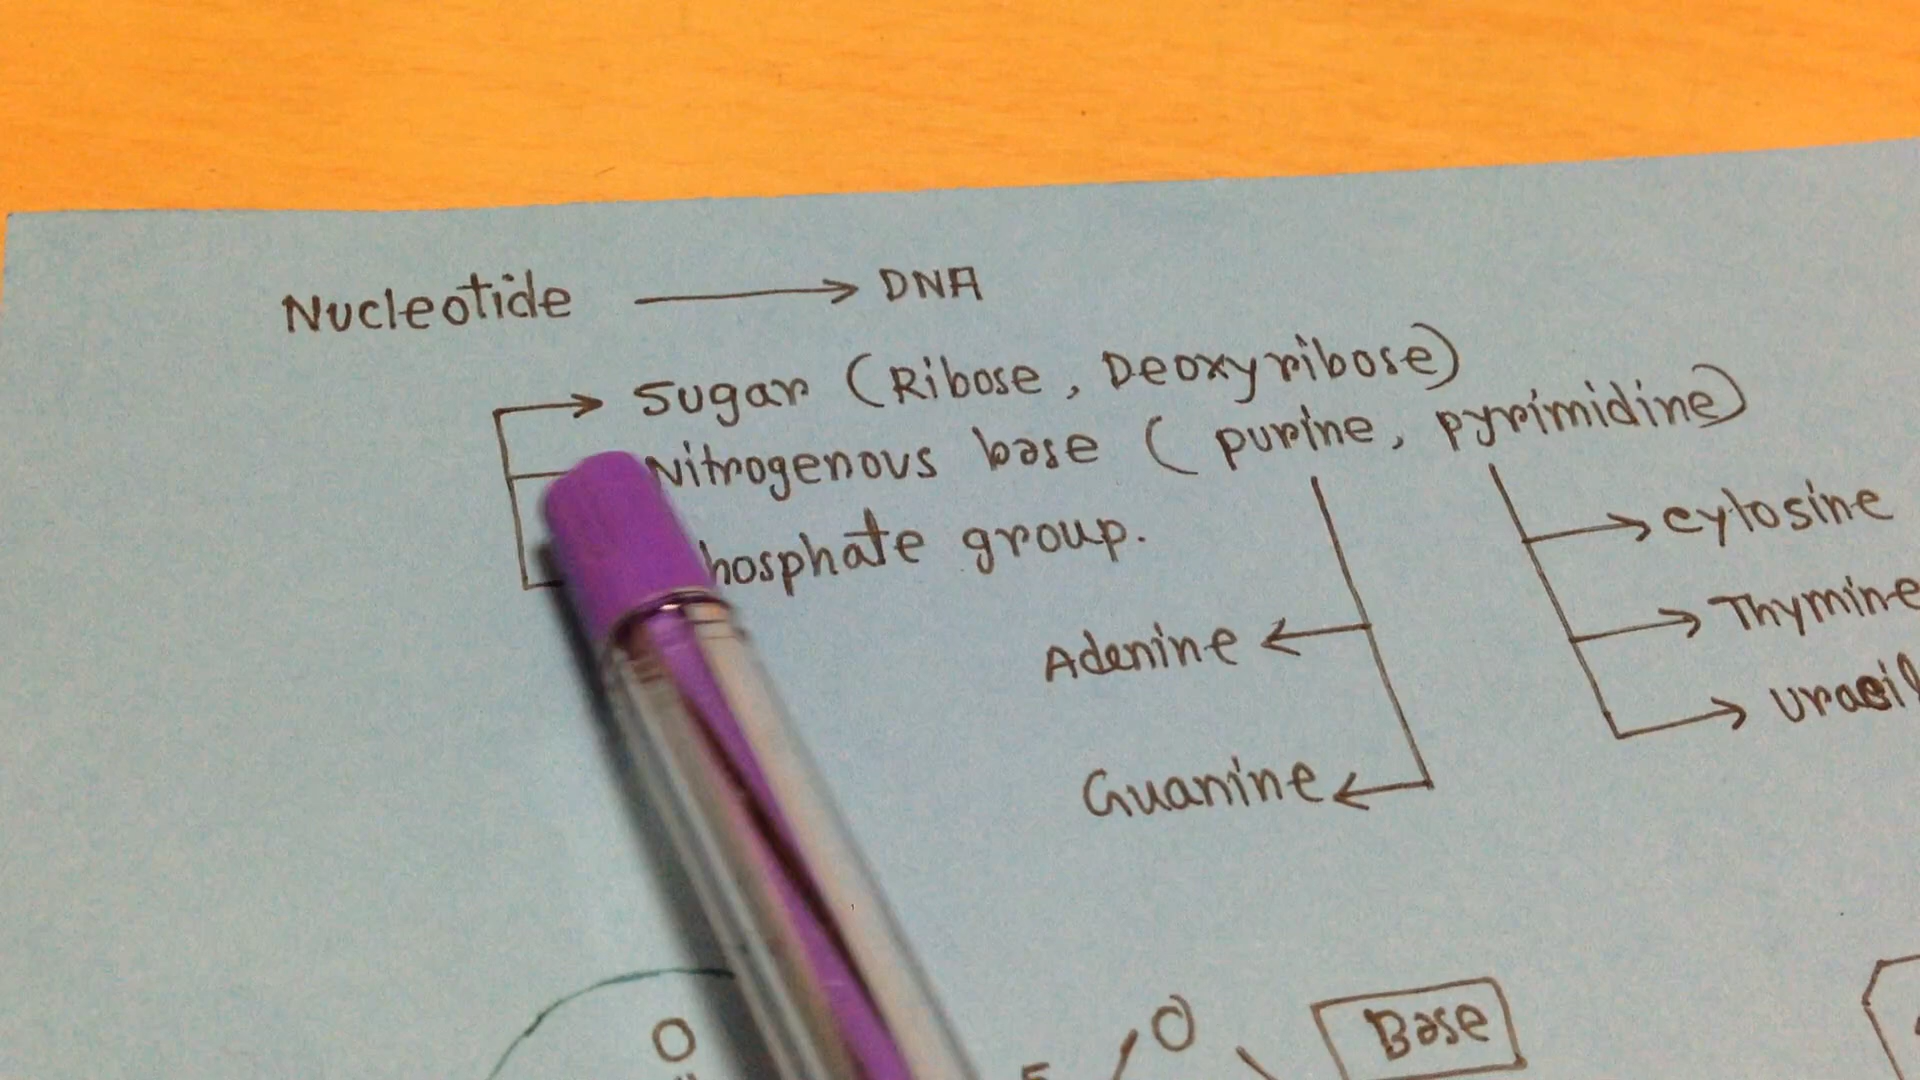 Nucleotide → DNA
→ Sugar (Ribose, Deoxyribose)
Nitrogenous base (purine, pyrimidine)
hosphate group.
→ cytosine
→ Thymine
→ uracil
Adenine ←
Guanine ←
O
O
Base